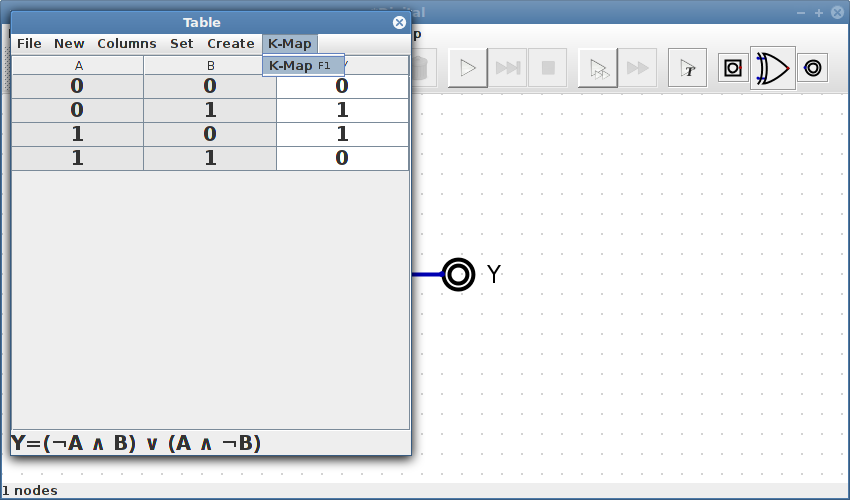 Table
File New Columns Set Create K-Map
K-Map F1
A B
0 0 0
0 1 1
1 0 1
1 1 0
Y=(¬A ∧ B) ∨ (A ∧ ¬B)
Y
T
1 nodes